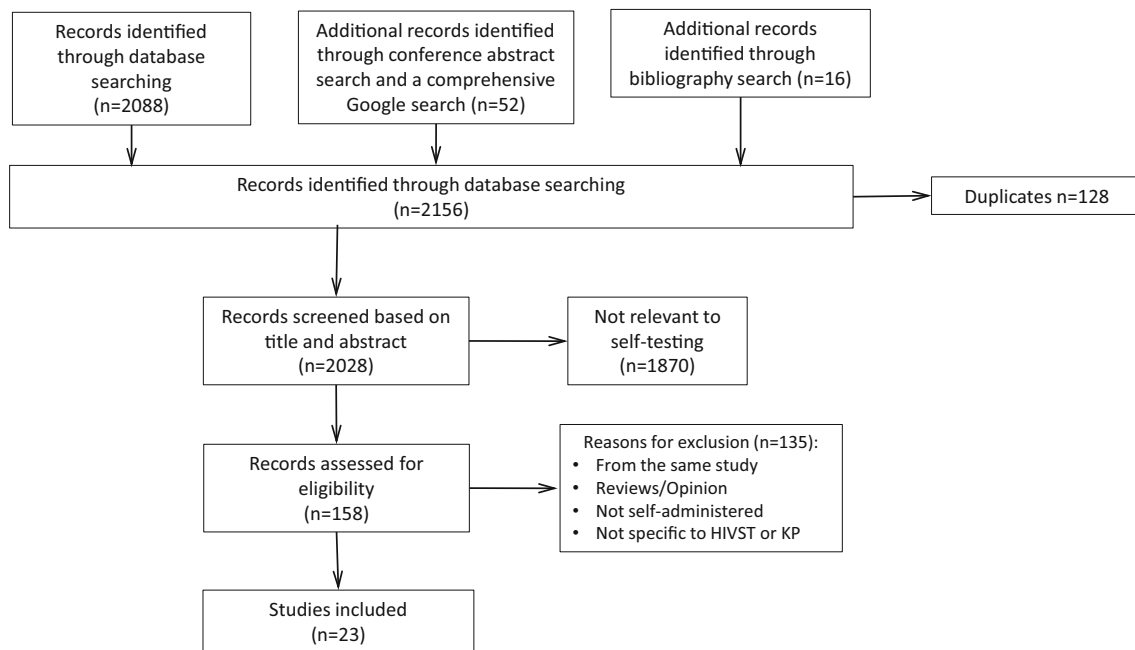 Records identified
through database
searching
(n=2088)
Additional records identified
through conference abstract
search and a comprehensive
Google search (n=52)
Additional records
identified through
bibliography search (n=16)
Records identified through database searching
(n=2156)
Duplicates n=128
Records screened based on
title and abstract
(n=2028)
Not relevant to
self-testing
(n=1870)
Records assessed for
eligibility
(n=158)
Reasons for exclusion (n=135):
• From the same study
• Reviews/Opinion
• Not self-administered
• Not specific to HIVST or KP
Studies included
(n=23)